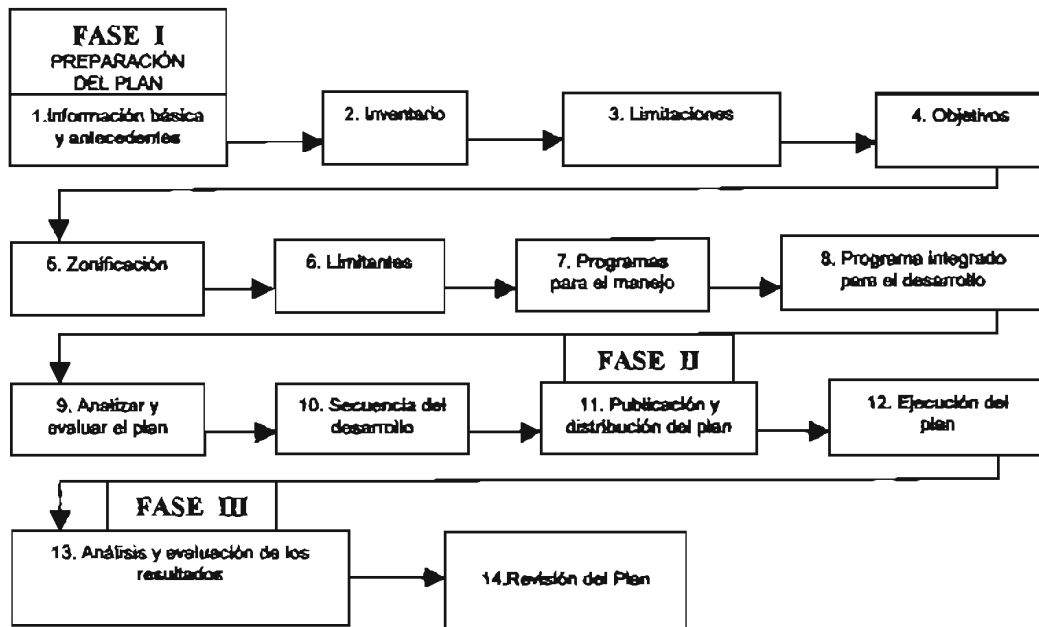 FASE I
PREPARACIÓN
DEL PLAN
1.Información básica
y antecedentes
2. Inventario
3. Limitaciones
4. Objetivos
5. Zonificación
6. Limitantes
7. Programas
para el manejo
8. Programa integrado
para el desarrollo
9. Analizar y
evaluar el plan
10. Secuencia del
desarrollo
FASE II
11. Publicación y
distribución del plan
12. Ejecución del
plan
FASE III
13. Análisis y evaluación de los
resultados
14.Revisión del Plan